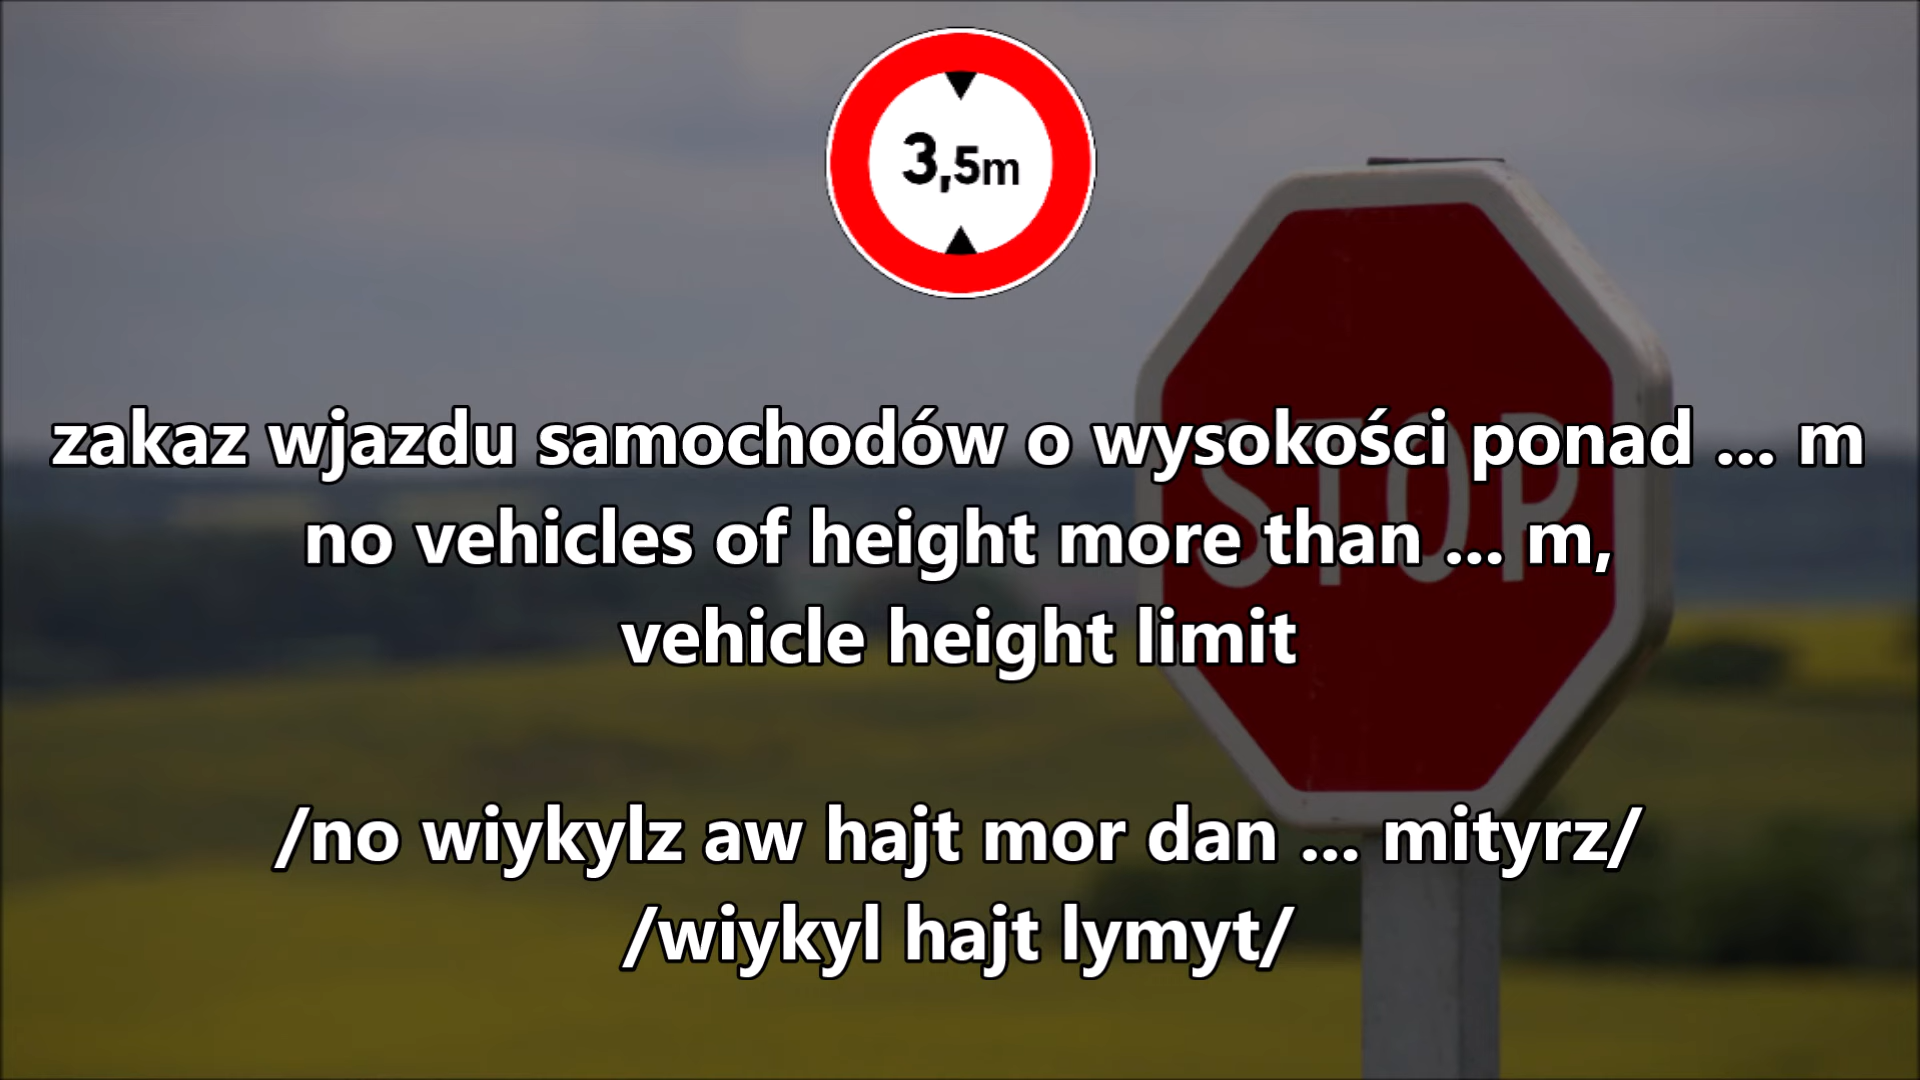 3,5m
STOP
zakaz wjazdu samochodów o wysokości ponad ... m
no vehicles of height more than ... m,
vehicle height limit
/no wiykylz aw hajt mor dan ... mityrz/
/wiykyl hajt lymyt/